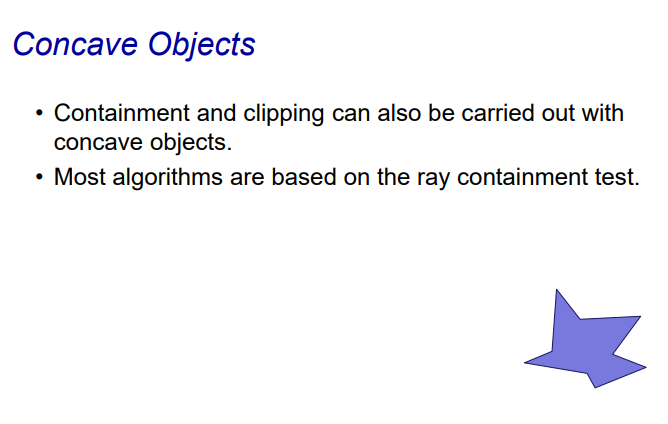 Concave Objects
• Containment and clipping can also be carried out with
concave objects.
• Most algorithms are based on the ray containment test.